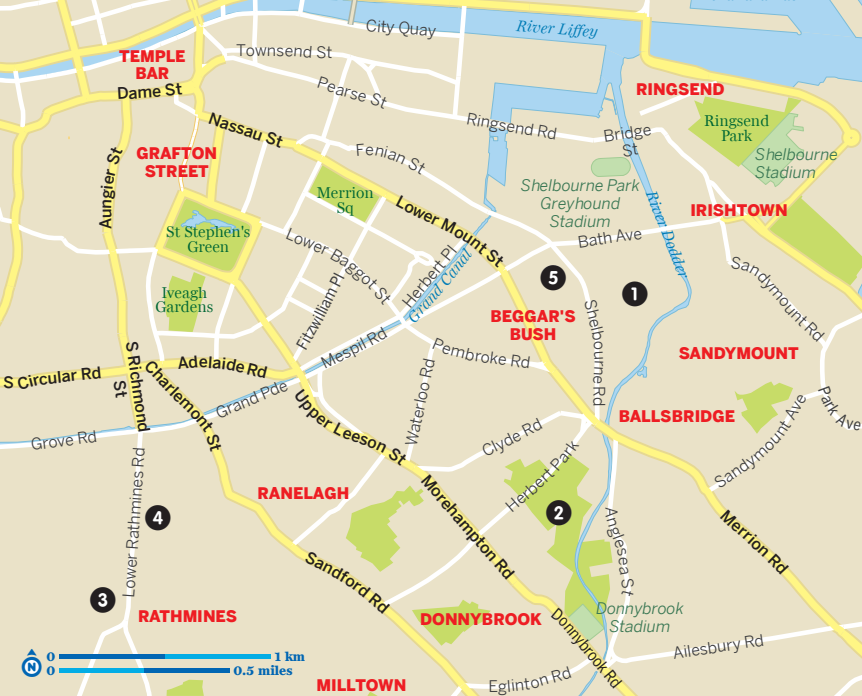 City Quay
River Liffey
TEMPLE
BAR
Townsend St
Dame St
Pearse St
RINGSEND
Nassau St
Ringsend Rd
Bridge
St
Ringsend
Park
Shelbourne
Stadium
GRAFTON
STREET
Aungier St
Fenian St
Merrion
Sq
Shelbourne Park
Greyhound
Stadium
River Dodder
IRISHTOWN
St Stephen's
Green
Lower Mount St
Bath Ave
Lower Baggot St
Herbert Pl
Grand Canal
Iveagh
Gardens
Fitzwilliam Pl
5
1
Sandymount Rd
BEGGAR'S
BUSH
Shelbourne Rd
Mespil Rd
Pembroke Rd
SANDYMOUNT
S Circular Rd
S Richmond
St
Charlemont St
Adelaide Rd
Grand Pde
Waterloo Rd
Park Ave
BALLSBRIDGE
Grove Rd
Upper Leeson St
Clyde Rd
Sandymount Ave
Herbert Park
RANELAGH
Lower Rathmines Rd
4
Morehampton Rd
2
Anglesea St
Merrion Rd
Sandford Rd
3
RATHMINES
DONNYBROOK
Donnybrook
Stadium
Donnybrook Rd
Ailesbury Rd
N
0
1 km
0
0.5 miles
MILLTOWN
Eglinton Rd